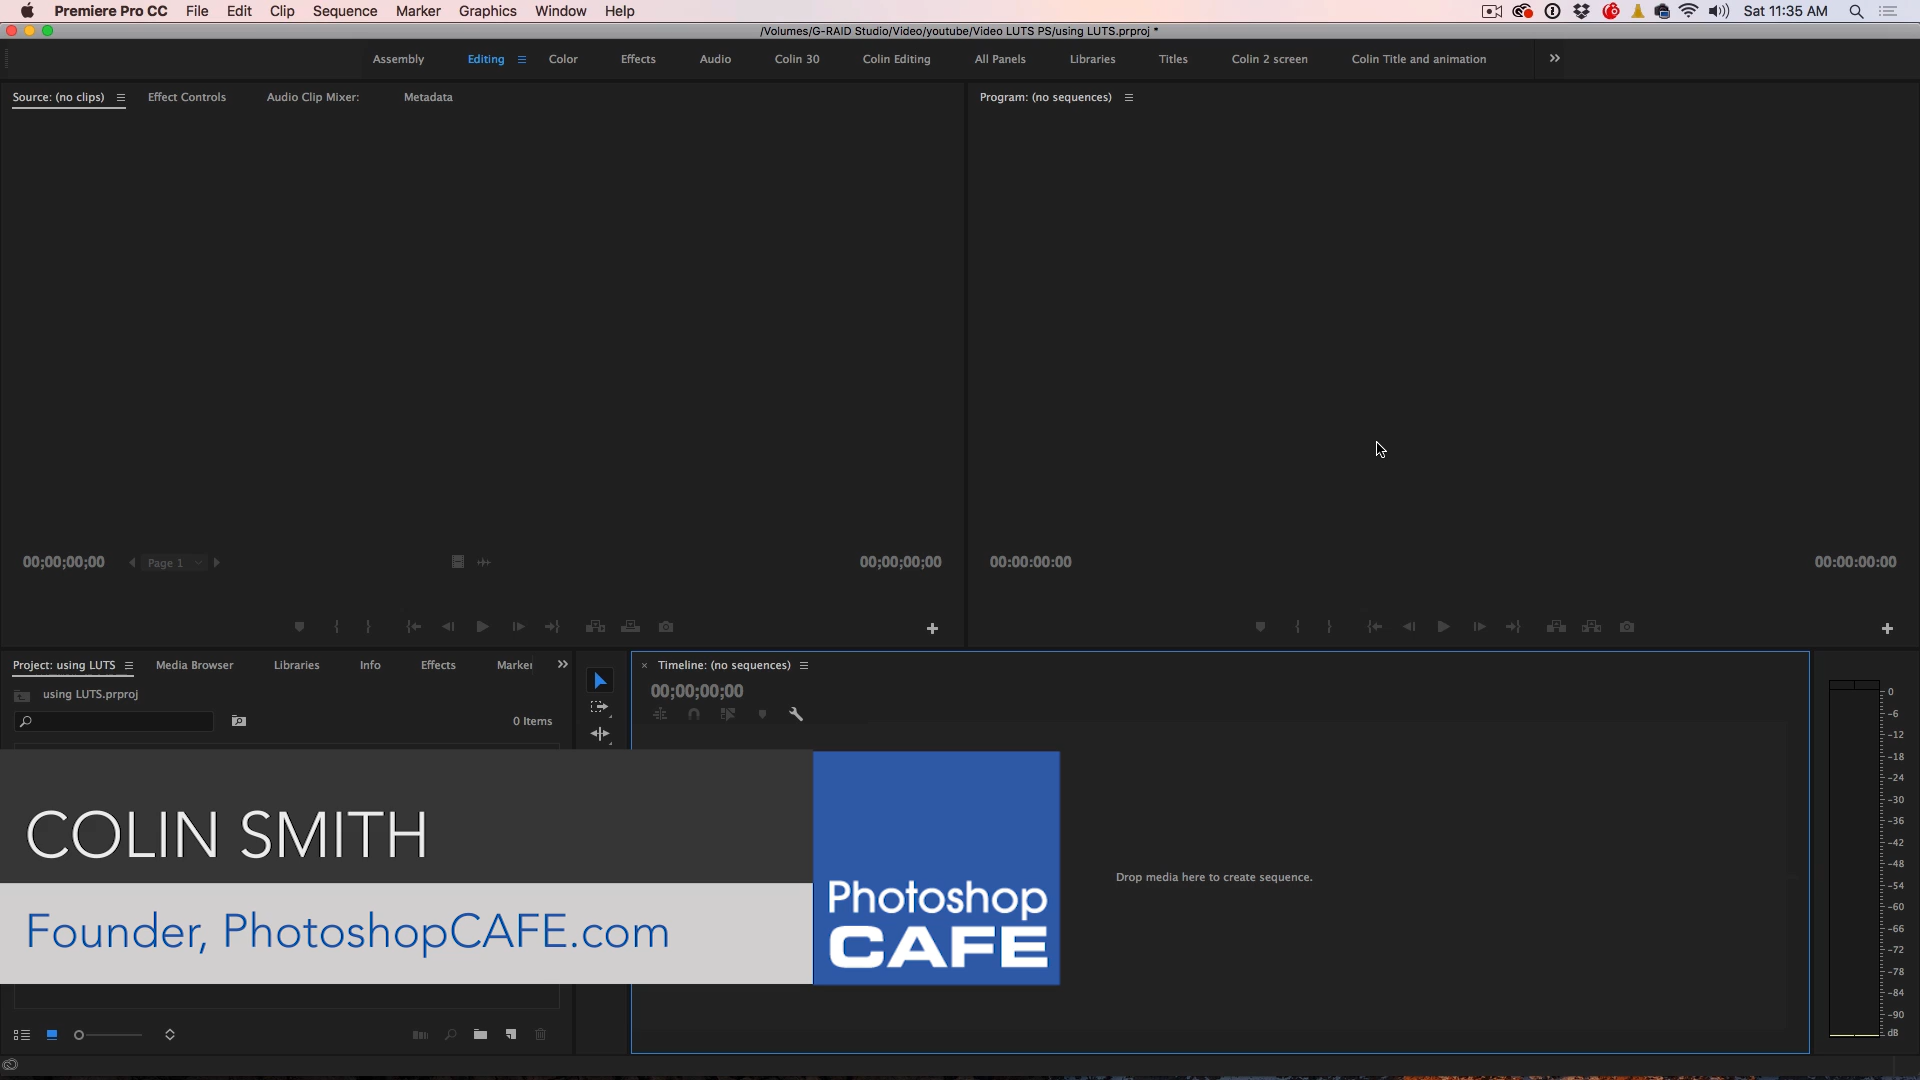 Premiere Pro CC File Edit Clip Sequence Marker Graphics Window Help Sat 11:35 AM
/Volumes/G-RAID Studio/Video/youtube/Video LUTS PS/using LUTS.prproj *
Assembly Editing Color Effects Audio Colin 30 Colin Editing All Panels Libraries Titles Colin 2 screen Colin Title and animation
Source: (no clips) Effect Controls Audio Clip Mixer: Metadata
Program: (no sequences)
00;00;00;00 Page 1 00;00;00;00
00:00:00:00 00:00:00:00
Project: using LUTS Media Browser Libraries Info Effects Marker
using LUTS.prproj
0 Items
Timeline: (no sequences)
00;00;00;00
Drop media here to create sequence.
0
-6
-12
-18
-24
-30
-36
-42
-48
-54
-60
-66
-72
-78
-84
-90
dB
COLIN SMITH
Founder, PhotoshopCAFE.com
Photoshop
CAFE